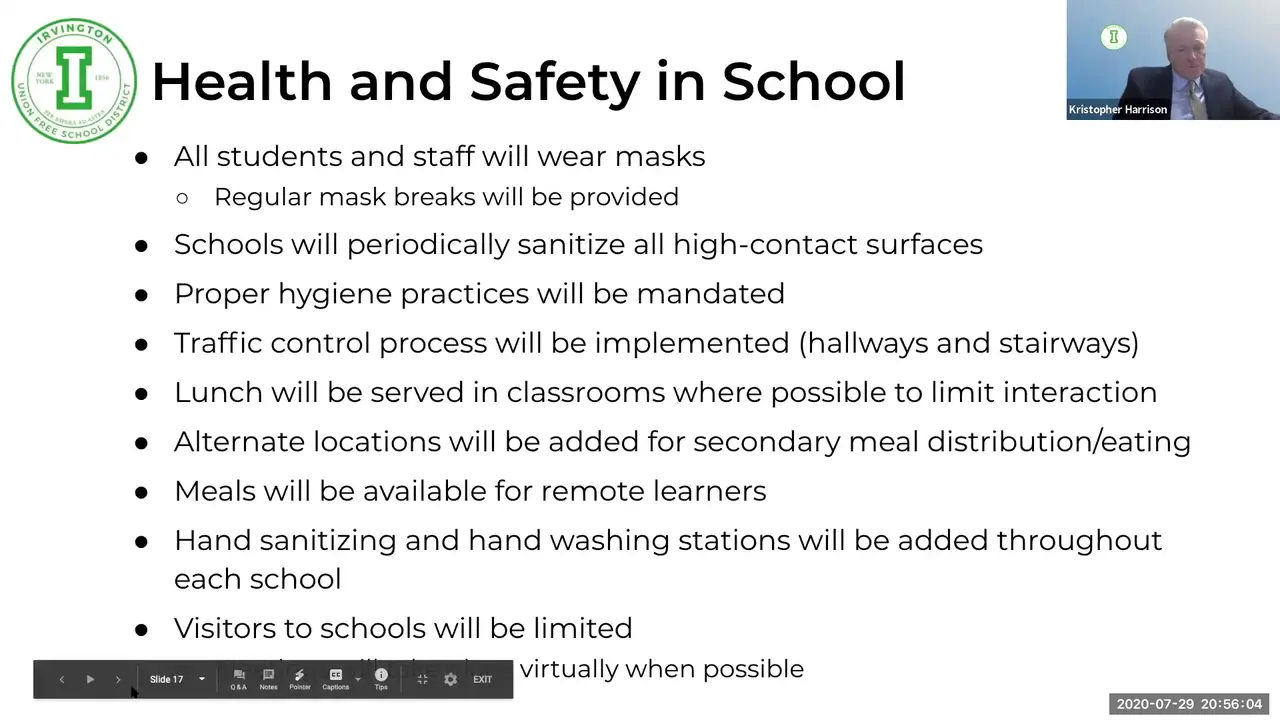 IRVINGTON
NEW YORK
1856
PER ASPERA AD ASTRA
UNION FREE SCHOOL DISTRICT
Health and Safety in School
Kristopher Harrison
● All students and staff will wear masks
○ Regular mask breaks will be provided
● Schools will periodically sanitize all high-contact surfaces
● Proper hygiene practices will be mandated
● Traffic control process will be implemented (hallways and stairways)
● Lunch will be served in classrooms where possible to limit interaction
● Alternate locations will be added for secondary meal distribution/eating
● Meals will be available for remote learners
● Hand sanitizing and hand washing stations will be added throughout
each school
● Visitors to schools will be limited
virtually when possible
Slide 17
Q & A
Notes
Pointer
Captions
Tips
EXIT
2020-07-29 20:56:04